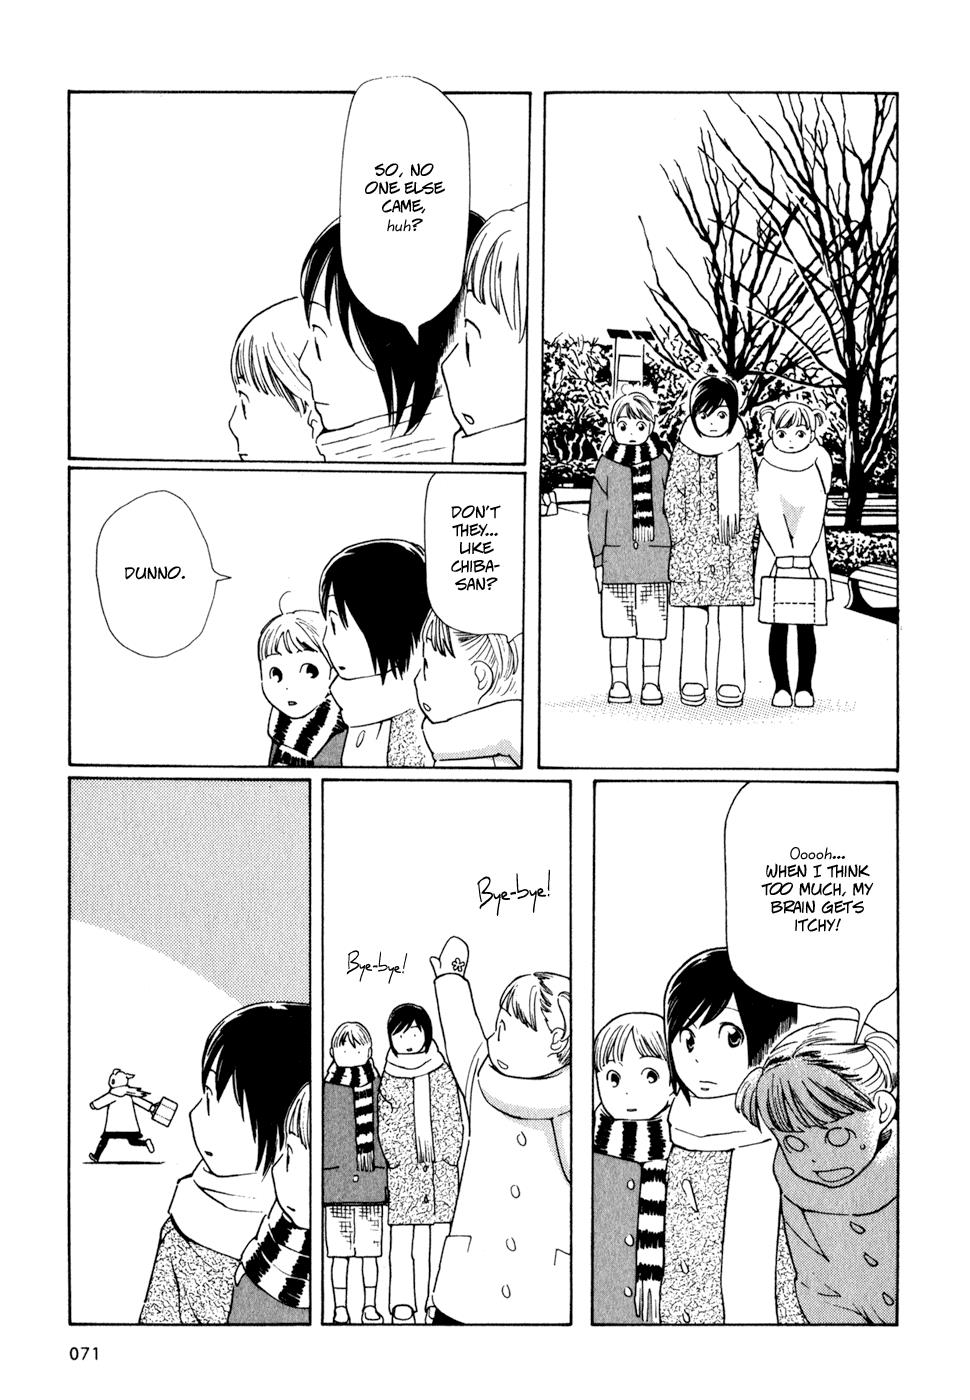 SO, NO
ONE ELSE
CAME,
huh?
DON'T
THEY...
LIKE
CHIBA-
SAN?
DUNNO.
Ooooh...
WHEN I THINK
TOO MUCH, MY
BRAIN GETS
ITCHY!
Bye-bye!
Bye-bye!
071